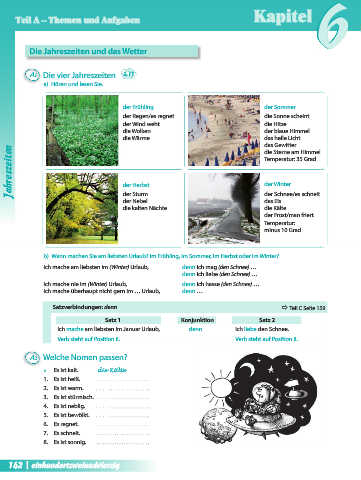 Teil A – Themen und Aufgaben
Kapitel 6
Die Jahreszeiten und das Wetter
Die vier Jahreszeiten
a) Hören und lesen Sie.
der Frühling
der Regen/es regnet
der Wind weht
die Wolken
die Wärme
der Sommer
die Sonne scheint
die Hitze
der blaue Himmel
das helle Licht
das Gewitter
die Sterne am Himmel
Temperatur: 35 Grad
Jahreszeiten
der Herbst
der Sturm
der Nebel
die kalten Nächte
der Winter
der Schnee/es schneit
das Eis
die Kälte
der Frost/man friert
Temperatur:
minus 10 Grad
b) Wann machen Sie am liebsten Urlaub? Im Frühling, im Sommer, im Herbst oder im Winter?
Ich mache am liebsten im (Winter) Urlaub,
denn ich mag (den Schnee) …
denn ich liebe (den Schnee) …
Ich mache nie im (Winter) Urlaub,
denn ich hasse (den Schnee) …
Ich mache überhaupt nicht gern im … Urlaub,
denn …
Satzverbindungen: denn
⇨ Teil C Seite 159
Satz 1 Konjunktion Satz 2
Ich mache am liebsten im Januar Urlaub, denn Ich liebe den Schnee.
Verb steht auf Position II. Verb steht auf Position II.
Welche Nomen passen?
Es ist kalt. die Kälte
1. Es ist heiß. ....................
2. Es ist warm. ....................
3. Es ist stürmisch. ....................
4. Es ist neblig. ....................
5. Es ist bewölkt. ....................
6. Es regnet. ....................
7. Es schneit. ....................
8. Es ist sonnig. ....................
162 | einhundertzweiundsechzig